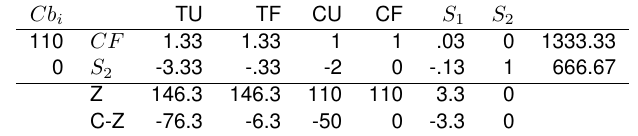 Cb_i TU TF CU CF S_1 S_2
110 CF 1.33 1.33 1 1 .03 0 1333.33
0 S_2 -3.33 -.33 -2 0 -.13 1 666.67
Z 146.3 146.3 110 110 3.3 0
C-Z -76.3 -6.3 -50 0 -3.3 0